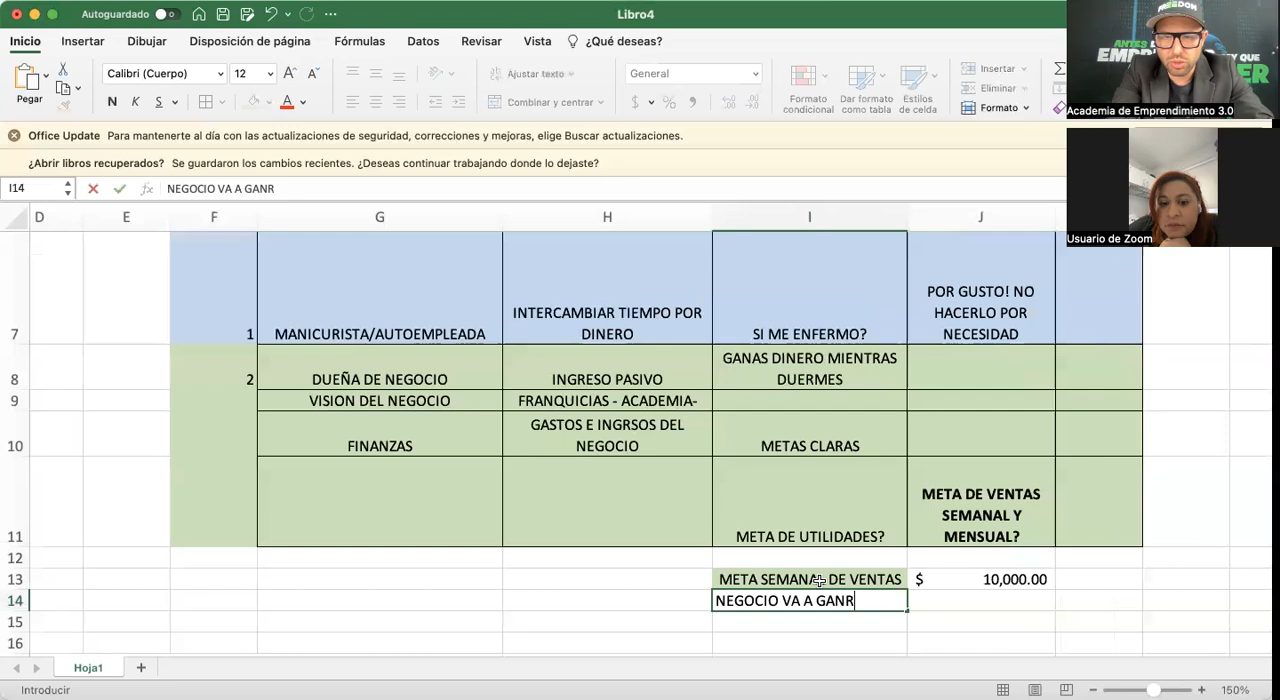 Autoguardado
Libro4
Inicio Insertar Dibujar Disposición de página Fórmulas Datos Revisar Vista ¿Qué deseas?
Pegar
Calibri (Cuerpo) 12
N K S
Ajustar texto
Combinar y centrar
General
$ %
Formato condicional
Dar formato como tabla
Estilos de celda
Insertar
Eliminar
Formato
FREEDOM
ANTES
Academia de Emprendimiento 3.0
Office Update Para mantenerte al día con las actualizaciones de seguridad, correcciones y mejoras, elige Buscar actualizaciones.
¿Abrir libros recuperados? Se guardaron los cambios recientes. ¿Deseas continuar trabajando donde lo dejaste?
I14 fx NEGOCIO VA A GANR
Usuario de Zoom
D E F G H I J
7 1 MANICURISTA/AUTOEMPLEADA
INTERCAMBIAR TIEMPO POR
DINERO
SI ME ENFERMO?
POR GUSTO! NO
HACERLO POR
NECESIDAD
8 2 DUEÑA DE NEGOCIO INGRESO PASIVO
GANAS DINERO MIENTRAS
DUERMES
9 VISION DEL NEGOCIO FRANQUICIAS - ACADEMIA-
10 FINANZAS
GASTOS E INGRSOS DEL
NEGOCIO
METAS CLARAS
11 META DE UTILIDADES?
META DE VENTAS
SEMANAL Y
MENSUAL?
12
13 META SEMANAL DE VENTAS $ 10,000.00
14 NEGOCIO VA A GANR
15
16
Hoja1
Introducir
150%